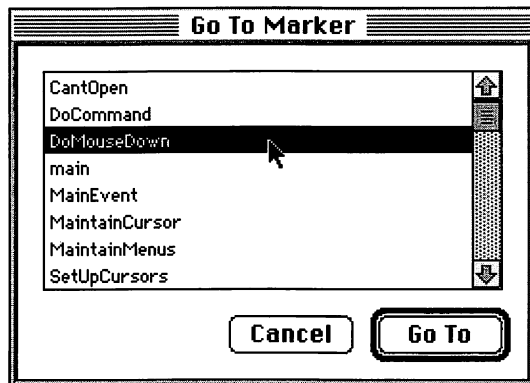 Go To Marker
CantOpen
DoCommand
DoMouseDown
main
MainEvent
MaintainCursor
MaintainMenus
SetUpCursors
Cancel
Go To